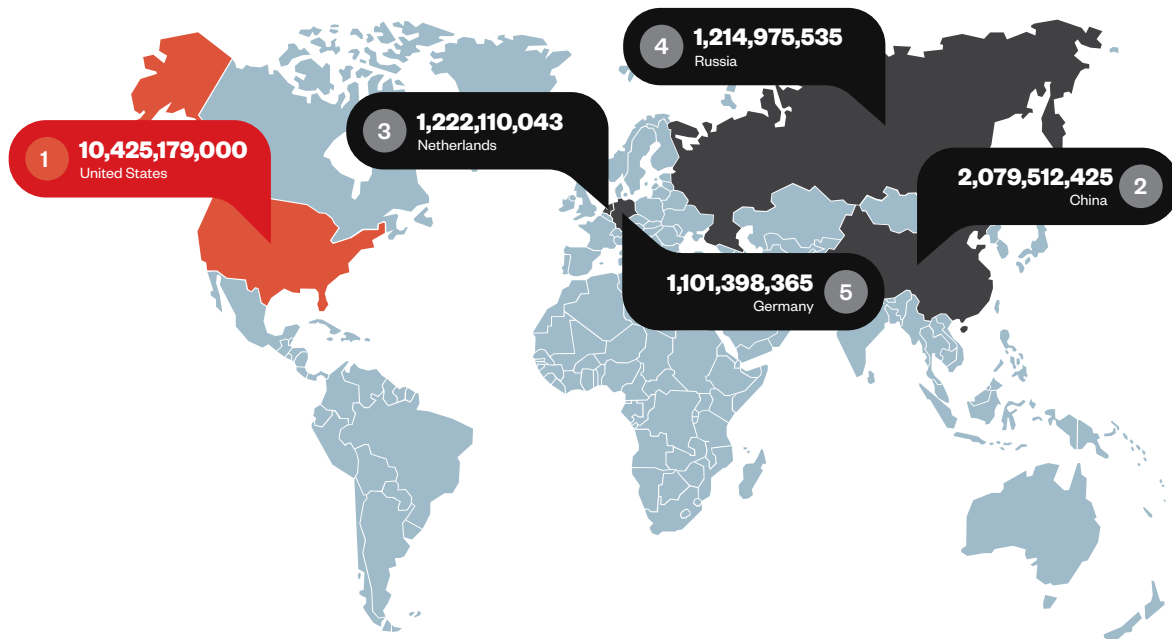 4
1,214,975,535
Russia
3
1,222,110,043
Netherlands
1
10,425,179,000
United States
2,079,512,425
2
China
1,101,398,365
5
Germany